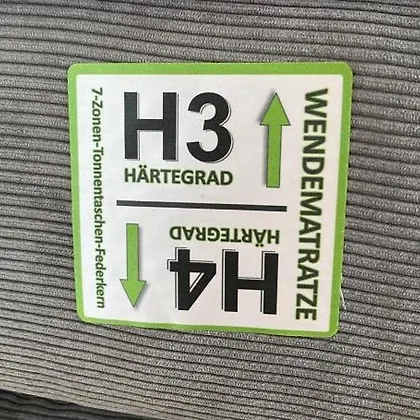 7-Zonen-Tonnentaschen-Federkern
H3
HÄRTEGRAD
WENDEMATRATZE
H4
HÄRTEGRAD